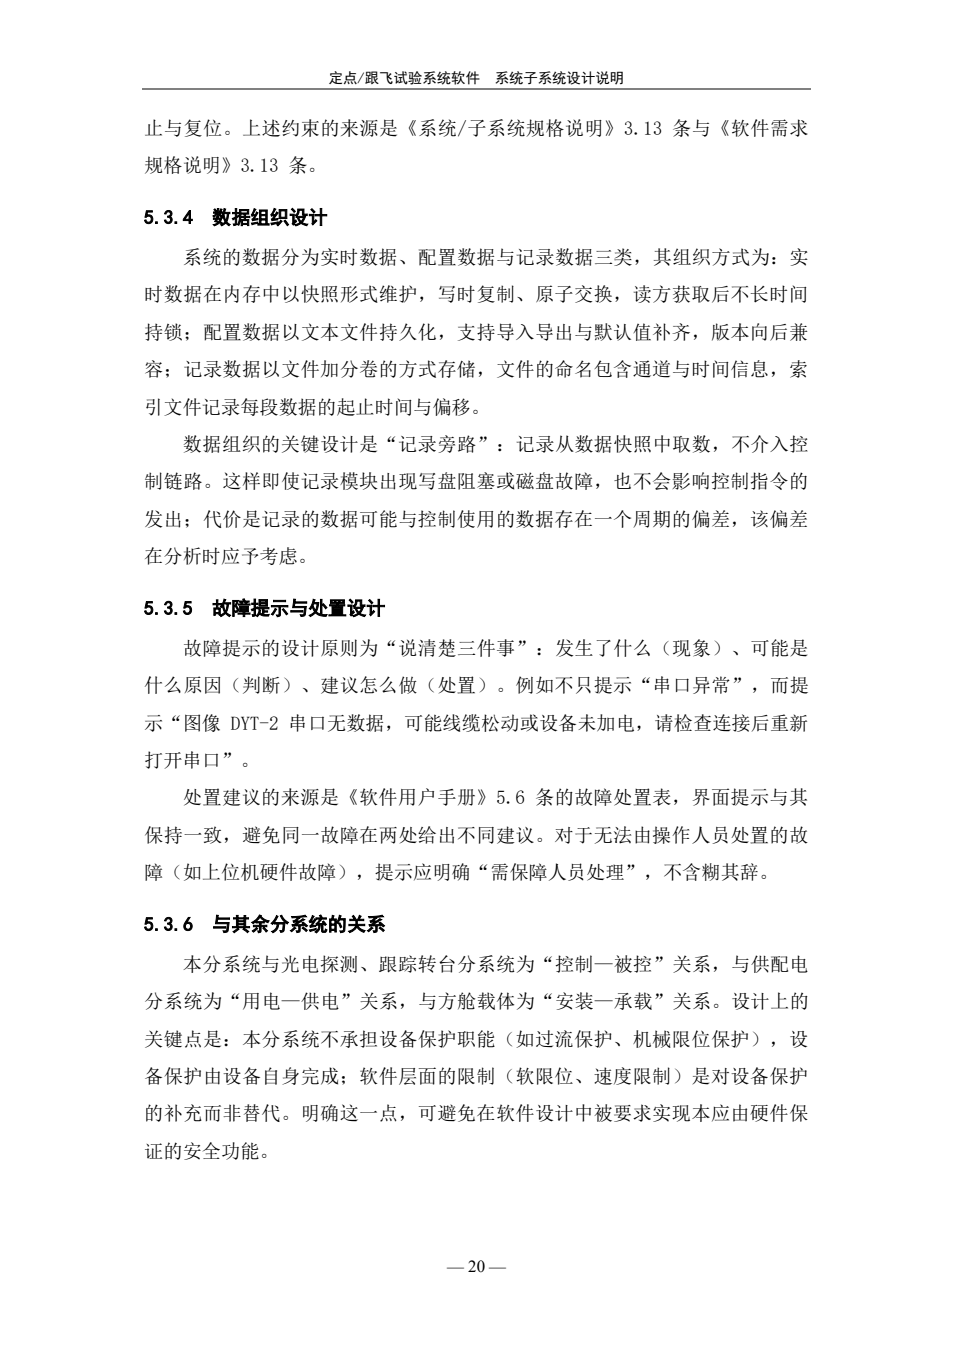 定点/跟飞试验系统软件　系统子系统设计说明
止与复位。上述约束的来源是《系统/子系统规格说明》3.13 条与《软件需求
规格说明》3.13 条。
5.3.4　数据组织设计
系统的数据分为实时数据、配置数据与记录数据三类，其组织方式为：实
时数据在内存中以快照形式维护，写时复制、原子交换，读方获取后不长时间
持锁；配置数据以文本文件持久化，支持导入导出与默认值补齐，版本向后兼
容；记录数据以文件加分卷的方式存储，文件的命名包含通道与时间信息，索
引文件记录每段数据的起止时间与偏移。
数据组织的关键设计是“记录旁路”：记录从数据快照中取数，不介入控
制链路。这样即使记录模块出现写盘阻塞或磁盘故障，也不会影响控制指令的
发出；代价是记录的数据可能与控制使用的数据存在一个周期的偏差，该偏差
在分析时应予考虑。
5.3.5　故障提示与处置设计
故障提示的设计原则为“说清楚三件事”：发生了什么（现象）、可能是
什么原因（判断）、建议怎么做（处置）。例如不只提示“串口异常”，而提
示“图像 DYT-2 串口无数据，可能线缆松动或设备未加电，请检查连接后重新
打开串口”。
处置建议的来源是《软件用户手册》5.6 条的故障处置表，界面提示与其
保持一致，避免同一故障在两处给出不同建议。对于无法由操作人员处置的故
障（如上位机硬件故障），提示应明确“需保障人员处理”，不含糊其辞。
5.3.6　与其余分系统的关系
本分系统与光电探测、跟踪转台分系统为“控制—被控”关系，与供配电
分系统为“用电—供电”关系，与方舱载体为“安装—承载”关系。设计上的
关键点是：本分系统不承担设备保护职能（如过流保护、机械限位保护），设
备保护由设备自身完成；软件层面的限制（软限位、速度限制）是对设备保护
的补充而非替代。明确这一点，可避免在软件设计中被要求实现本应由硬件保
证的安全功能。
— 20 —